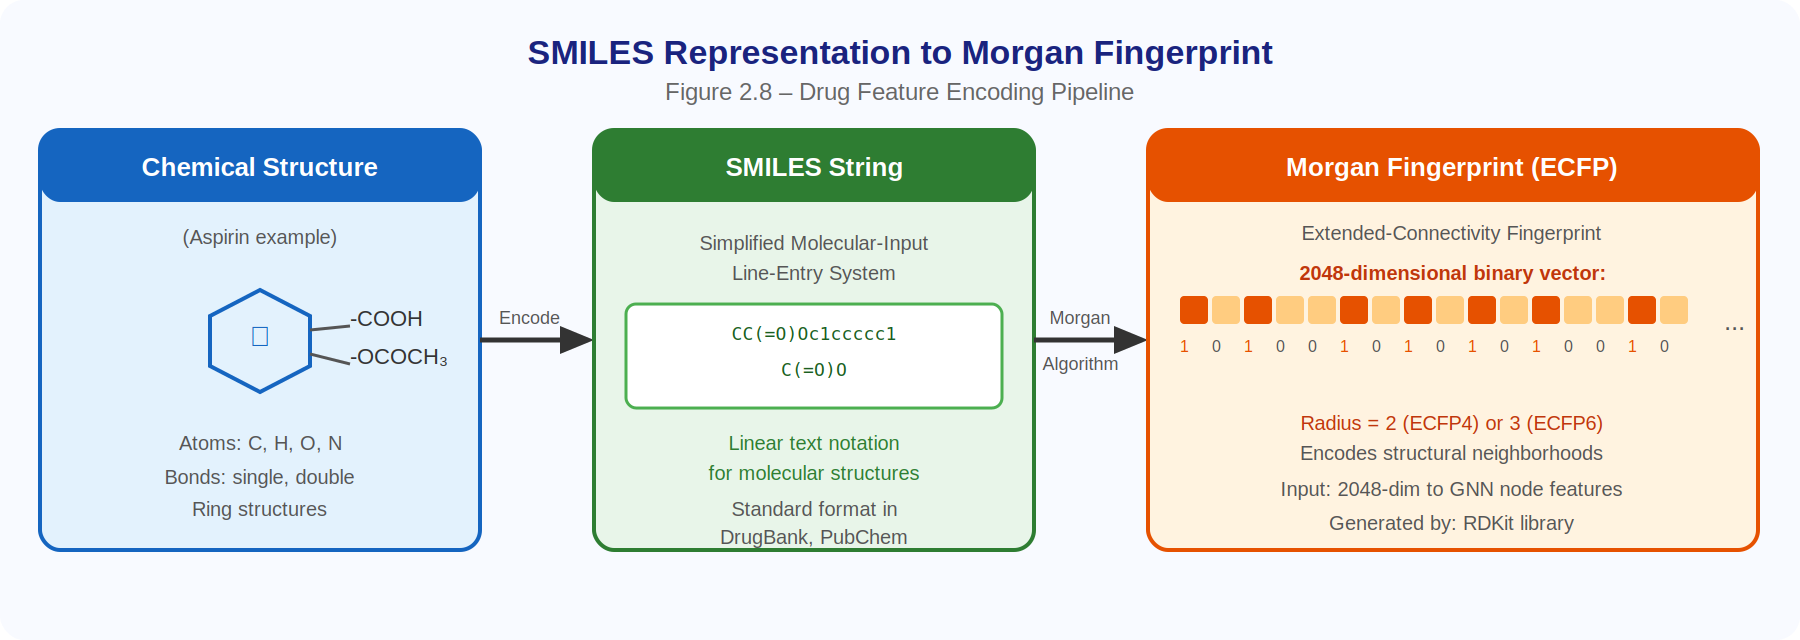 SMILES Representation to Morgan Fingerprint
Figure 2.8 – Drug Feature Encoding Pipeline
Chemical Structure
(Aspirin example)
-COOH
-OCOCH₃
Atoms: C, H, O, N
Bonds: single, double
Ring structures
Encode
SMILES String
Simplified Molecular-Input
Line-Entry System
CC(=O)Oc1ccccc1
C(=O)O
Linear text notation
for molecular structures
Standard format in
DrugBank, PubChem
Morgan
Algorithm
Morgan Fingerprint (ECFP)
Extended-Connectivity Fingerprint
2048-dimensional binary vector:
...
1 0 1 0 0 1 0 1 0 1 0 1 0 0 1 0
Radius = 2 (ECFP4) or 3 (ECFP6)
Encodes structural neighborhoods
Input: 2048-dim to GNN node features
Generated by: RDKit library